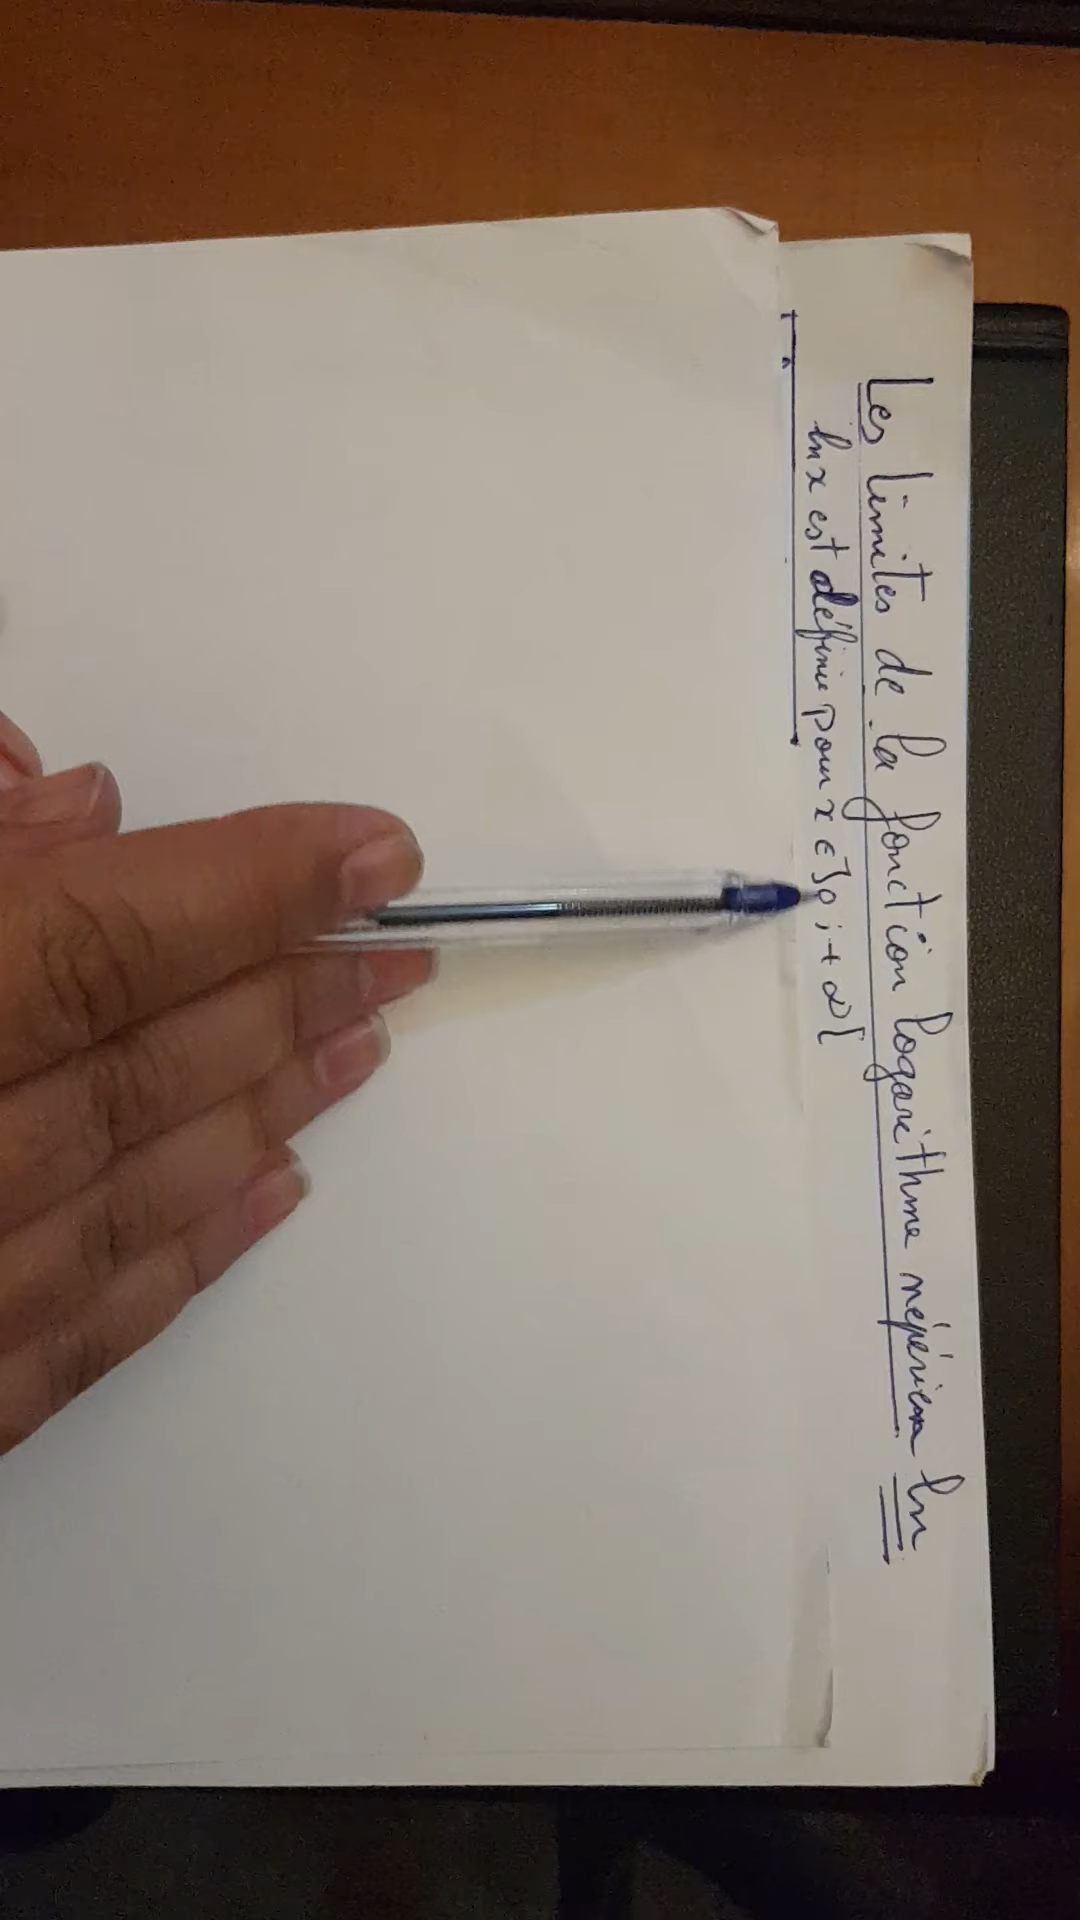 Les limites de la fonction logarithme népérien ln
ln x est définie pour x ∈ ]0 ; + ∞ [